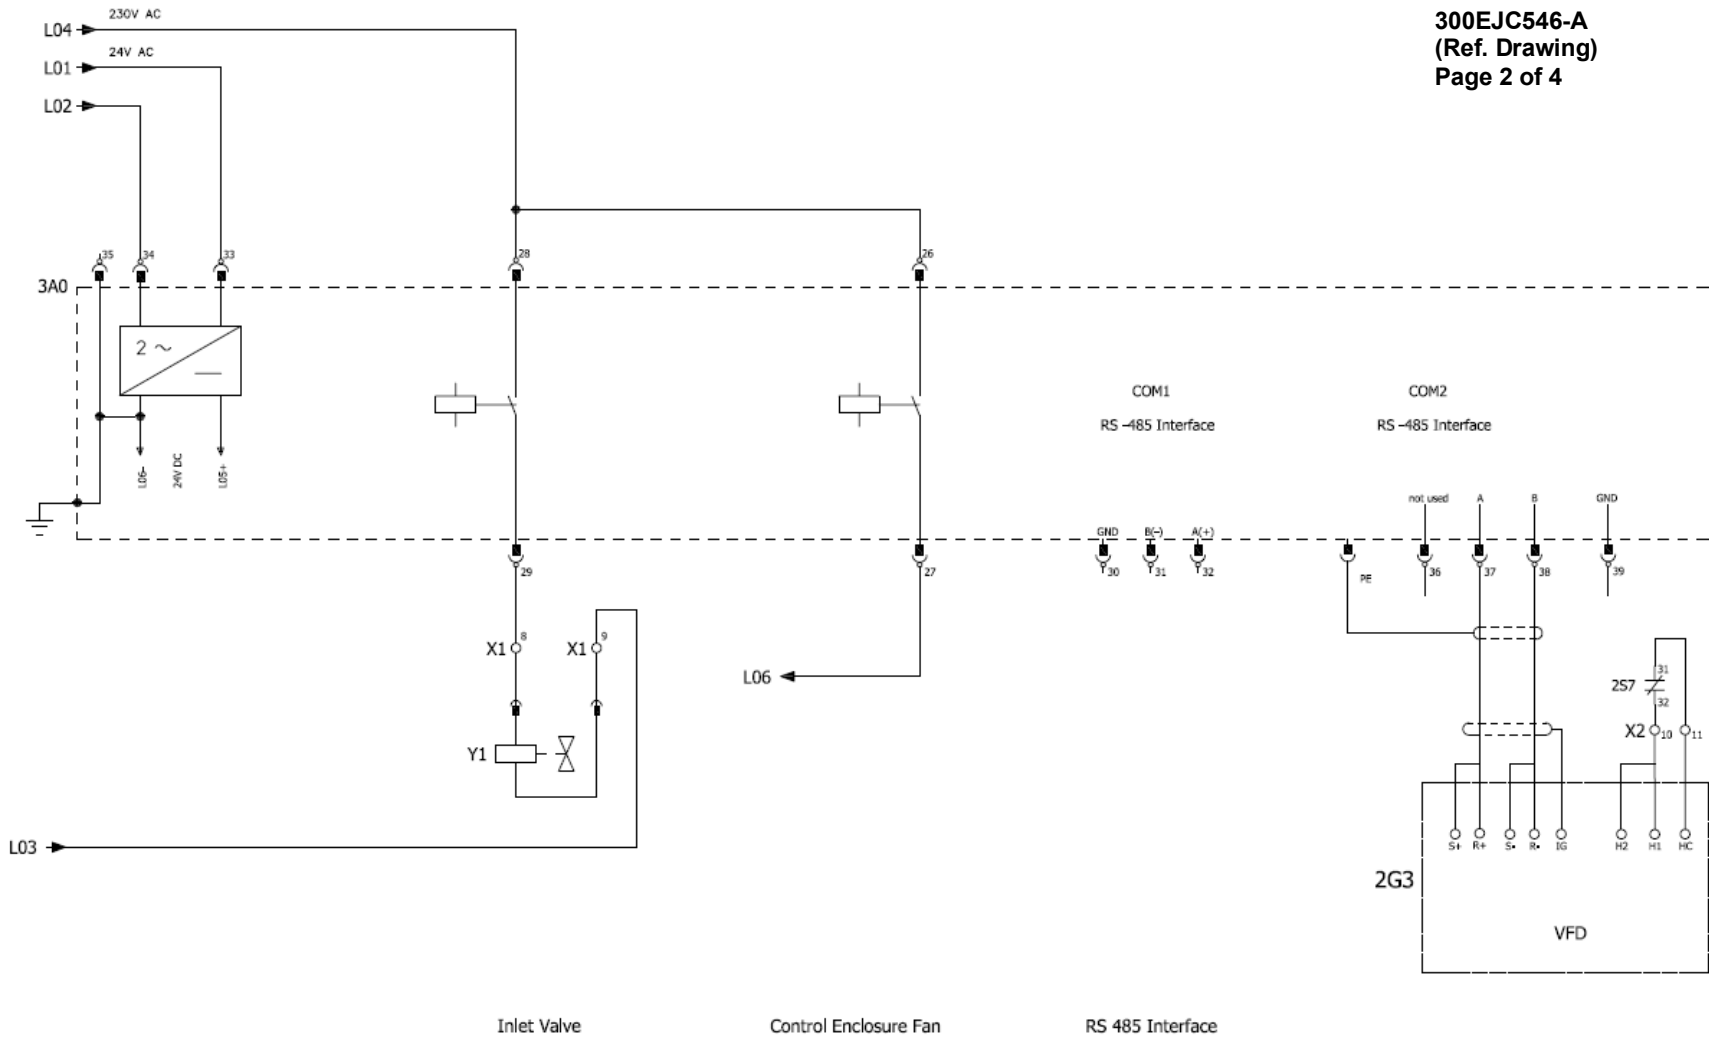 300EJC546-A
(Ref. Drawing)
Page 2 of 4
230V AC
L04
24V AC
L01
L02
35
34
33
28
26
3A0
2 ~
COM1
COM2
RS -485 Interface
RS -485 Interface
L06-
24V DC
L05+
not used
A
B
GND
GND
B(-)
A(+)
29
27
30
31
32
PE
36
37
38
39
X1
8
X1
9
L06
31
2S7
32
X2
10
11
Y1
L03
S+
R+
S-
R-
IG
H2
H1
HC
2G3
VFD
Inlet Valve
Control Enclosure Fan
RS 485 Interface